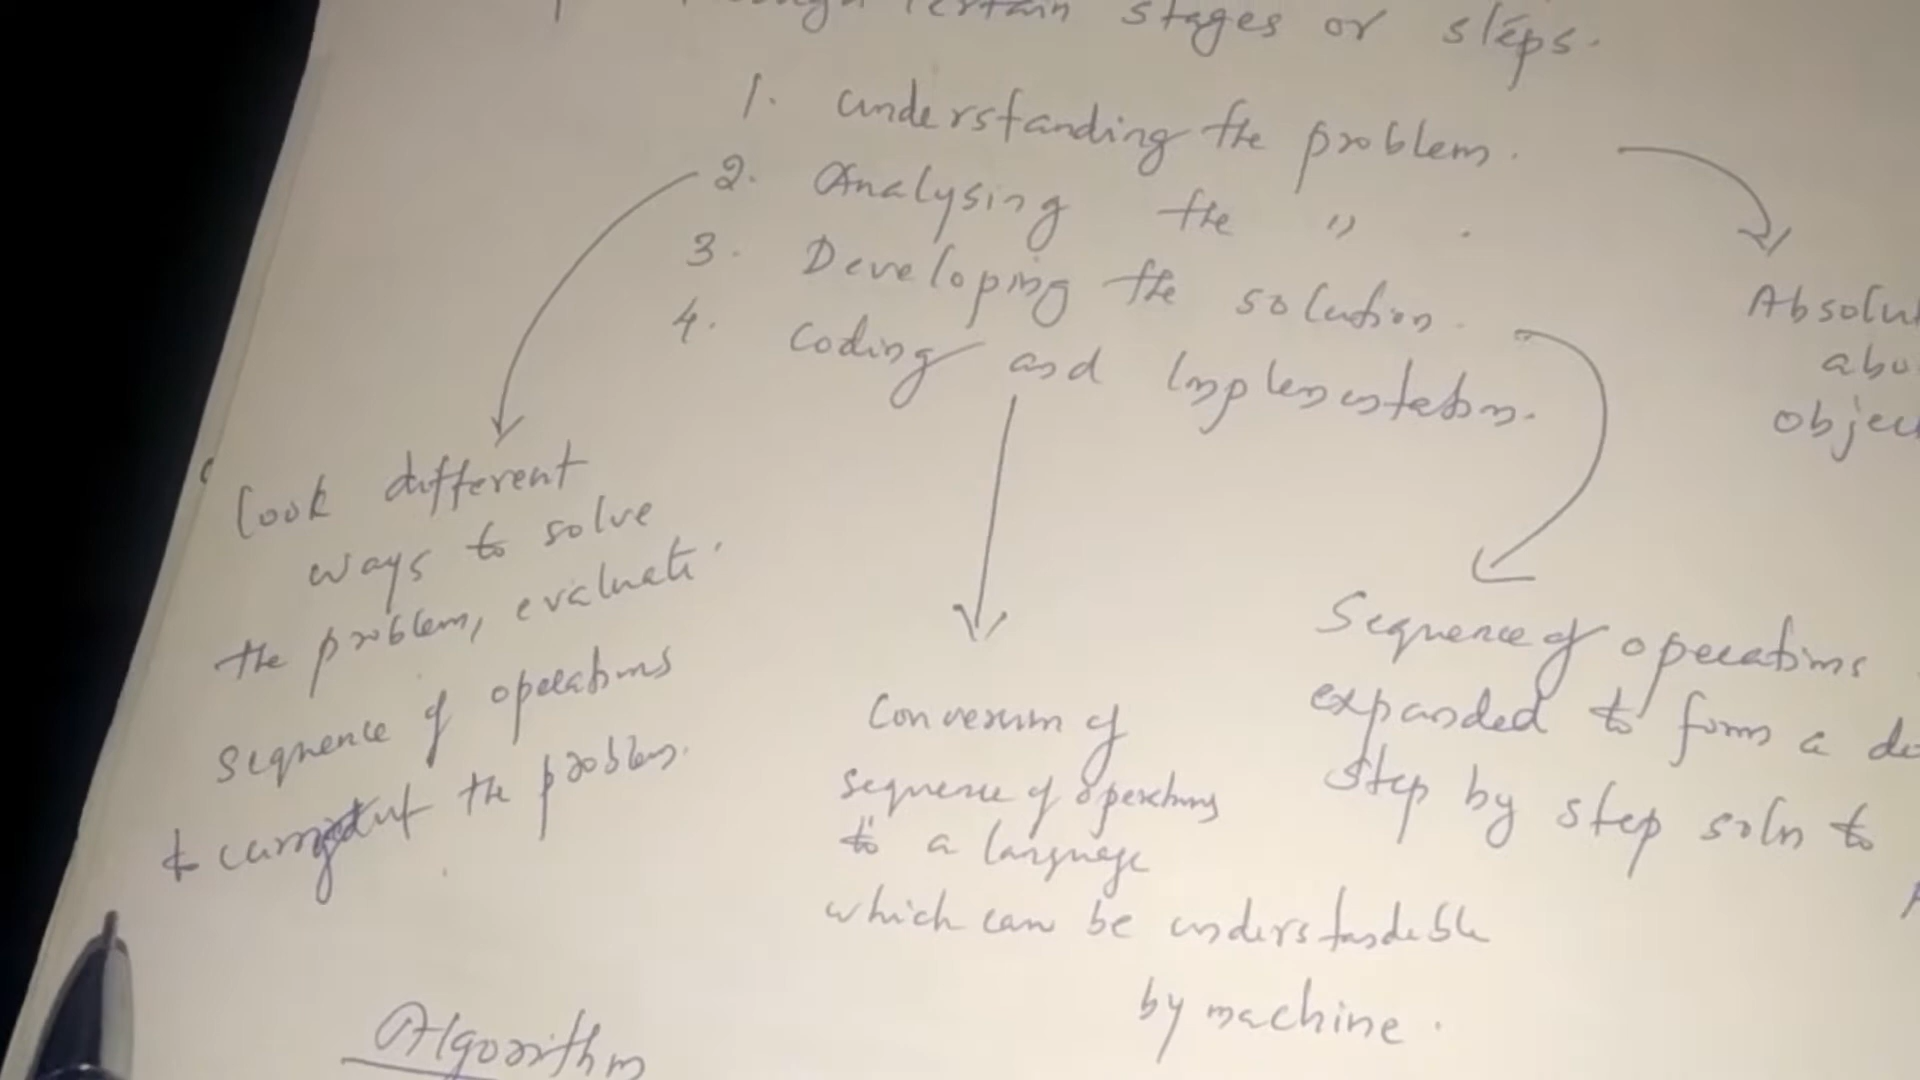 certain stages or steps.
1. Understanding the problem.
2. Analysing the " .
3. Developing the solution.
4. Coding and Implementation.
Absolu
abo
objec
Look different
ways to solve
the problem, evaluate
sequence of operations
to carryout the problem.
Conversion of
sequence of operations
to a language
which can be understandable
by machine.
Sequence of operations
expanded to form a de
step by step soln to
Algorithm